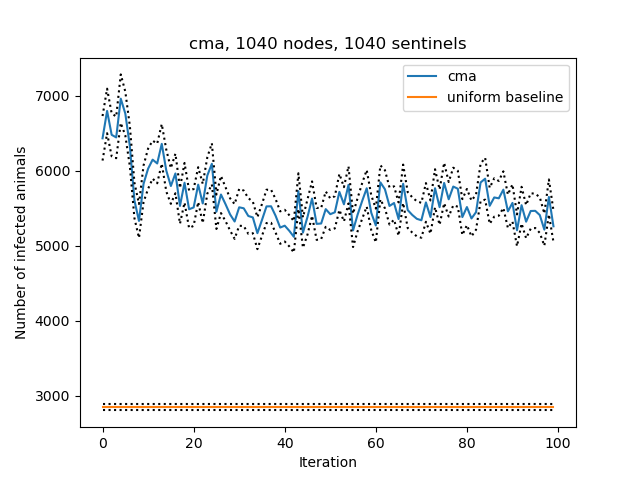 cma, 1040 nodes, 1040 sentinels
cma
uniform baseline
Number of infected animals
7000
6000
5000
4000
3000
0 20 40 60 80 100
Iteration